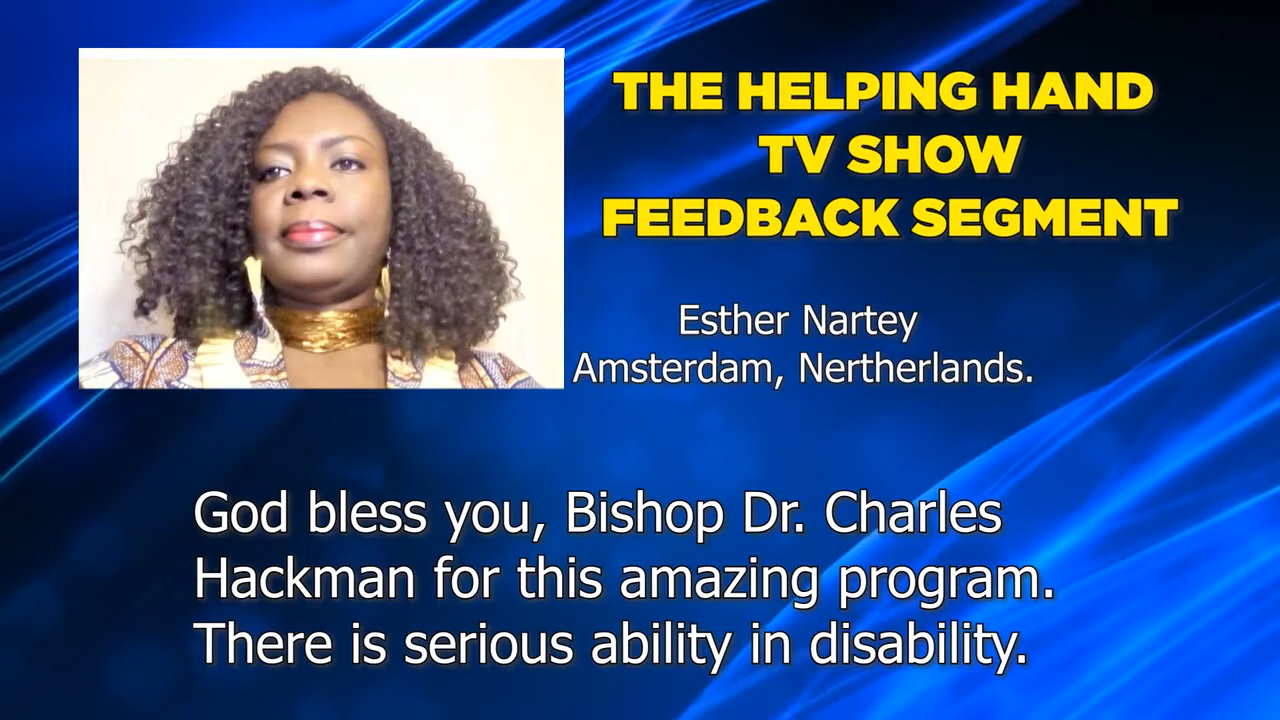 THE HELPING HAND
TV SHOW
FEEDBACK SEGMENT
Esther Nartey
Amsterdam, Nertherlands.
God bless you, Bishop Dr. Charles
Hackman for this amazing program.
There is serious ability in disability.